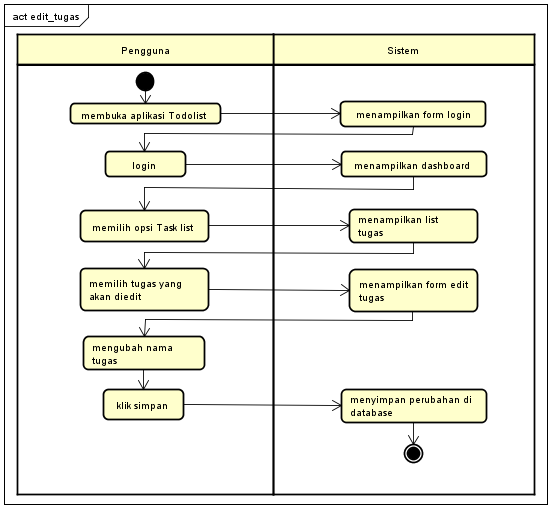 act edit_tugas
Pengguna
Sistem
membuka aplikasi Todolist
menampilkan form login
login
menampilkan dashboard
memilih opsi Task list
menampilkan list
tugas
memilih tugas yang
akan diedit
menampilkan form edit
tugas
mengubah nama
tugas
klik simpan
menyimpan perubahan di
database